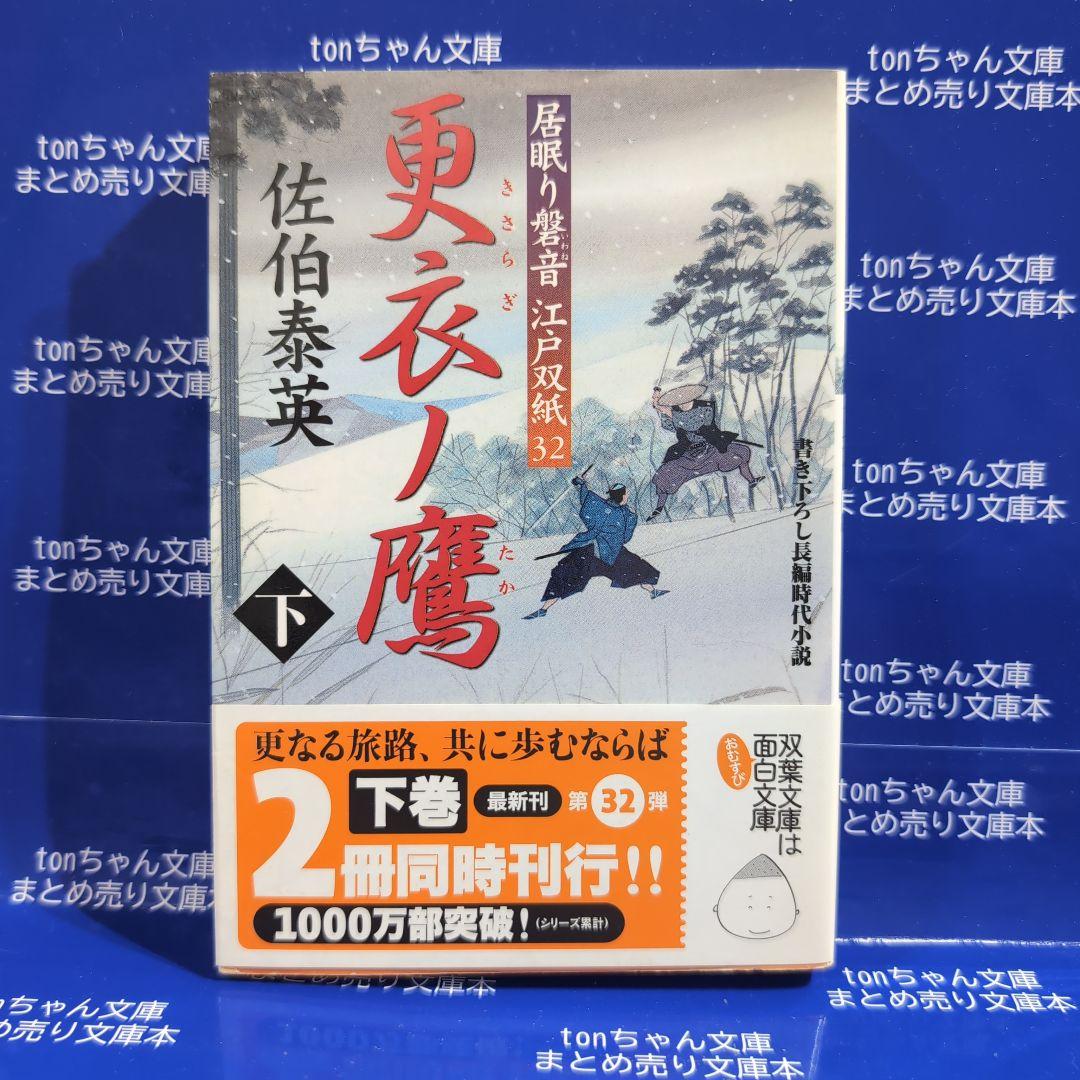 居眠り磐音 江戸双紙 32
いわね
更衣ノ鷹
きさらぎ
たか
佐伯泰英
下
書き下ろし長編時代小説
更なる旅路、共に歩むならば
下巻
最新刊
第32弾
2冊同時刊行!!
1000万部突破!(シリーズ累計)
双葉文庫は
面白文庫
おむすび
tonちゃん文庫
tonちゃん文庫
まとめ売り文庫本
tonちゃん文庫
まとめ売り文庫
tonちゃん文庫
まとめ売り文庫本
tonちゃん文庫
まとめ売り文庫
tonちゃん文庫
まとめ売り文庫本
tonちゃん文庫
まとめ売り文庫
tonちゃん文庫
まとめ売り文庫本
tonちゃん文庫
まとめ売り文庫本
tonちゃん文庫
まとめ売り文庫
まとめ売り文庫本
tonちゃん文庫
まとめ売り文庫本
nちゃん文庫
め売り文庫本
tonちゃん文庫
まとめ売り文庫本